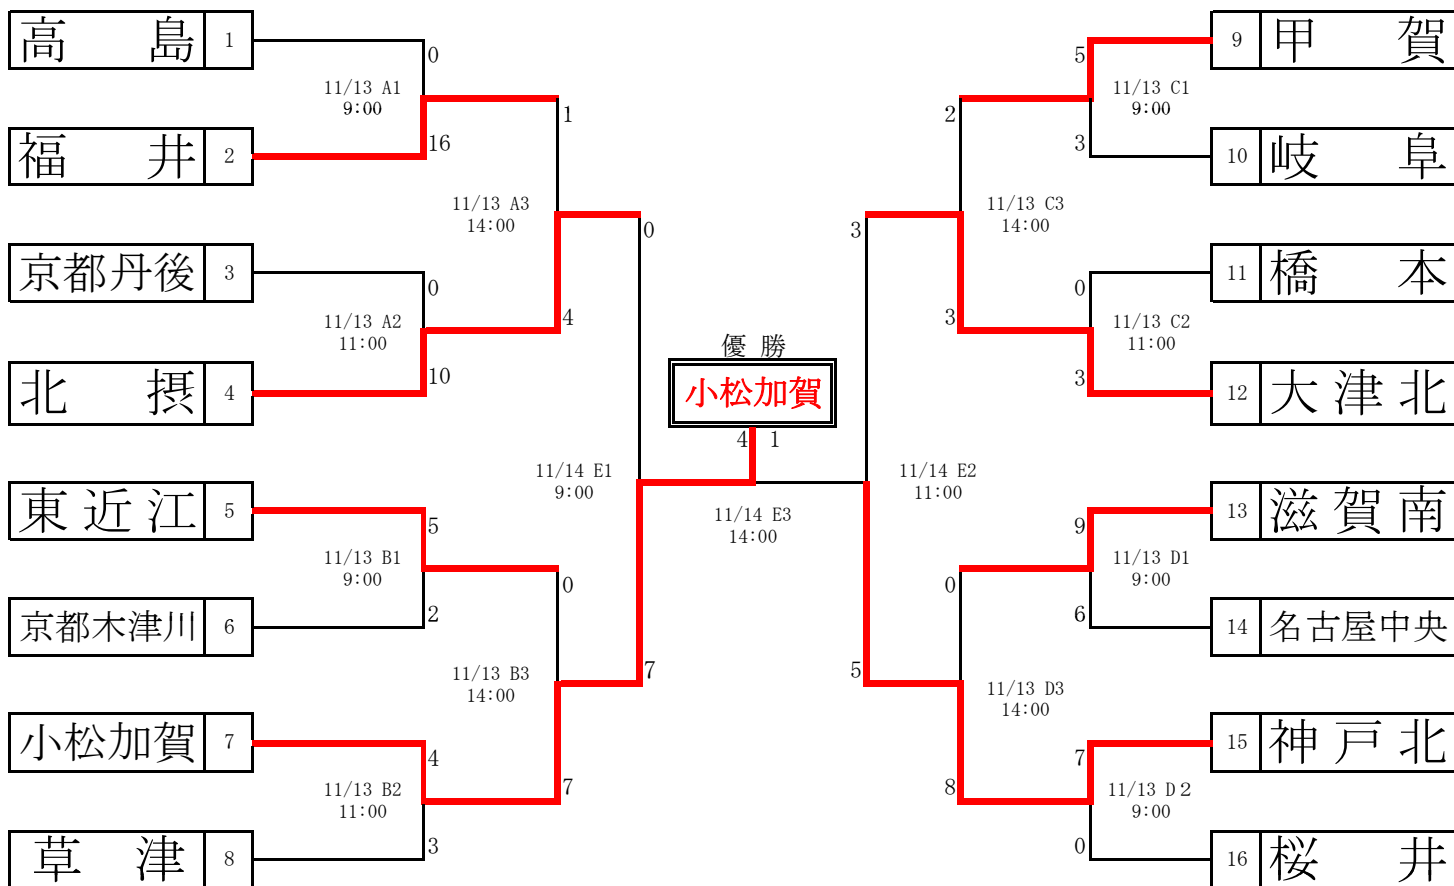 高島 1
0
11/13 A1
9:00
16
福井 2
1
11/13 A3
14:00
京都丹後 3
0
11/13 A2
11:00
10
北摂 4
4
0
11/14 E1
9:00
東近江 5
5
11/13 B1
9:00
2
京都木津川 6
0
11/13 B3
14:00
小松加賀 7
4
11/13 B2
11:00
3
草津 8
7
7
優勝
小松加賀
4 1
11/14 E3
14:00
9 甲賀
5
11/13 C1
9:00
3
10 岐阜
2
11/13 C3
14:00
11 橋本
0
11/13 C2
11:00
3
12 大津北
3
3
11/14 E2
11:00
13 滋賀南
9
11/13 D1
9:00
6
14 名古屋中央
0
11/13 D3
14:00
5
15 神戸北
7
11/13 D２
9:00
0
16 桜井
8